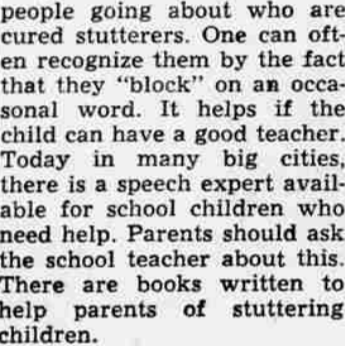 people going about who are
cured stutterers. One can oft-
en recognize them by the fact
that they "block" on an occa-
sonal word. It helps if the
child can have a good teacher.
Today in many big cities,
there is a speech expert avail-
able for school children who
need help. Parents should ask
the school teacher about this.
There are books written to
help parents of stuttering
children.